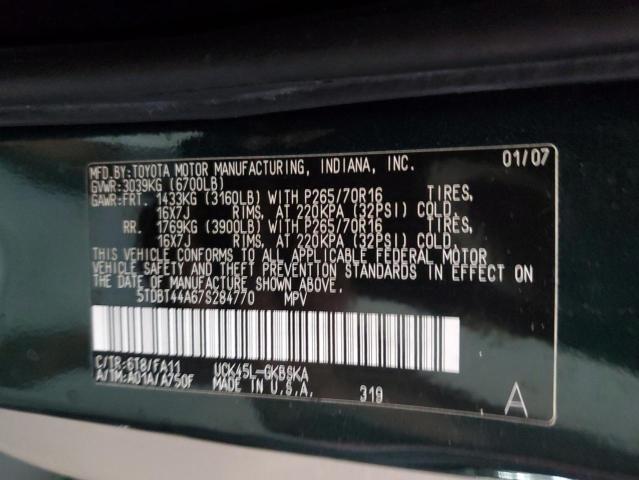 MFD.BY:TOYOTA MOTOR MANUFACTURING, INDIANA, INC. 01/07
GVWR:3039KG (6700LB)
GAWR:FRT. 1433KG (3160LB) WITH P265/70R16 TIRES,
16X7J RIMS, AT 220KPA (32PSI) COLD.
RR. 1769KG (3900LB) WITH P265/70R16 TIRES,
16X7J RIMS, AT 220KPA (32PSI) COLD.
THIS VEHICLE CONFORMS TO ALL APPLICABLE FEDERAL MOTOR
VEHICLE SAFETY AND THEFT PREVENTION STANDARDS IN EFFECT ON
THE DATE OF MANUFACTURE SHOWN ABOVE.
5TDBT44A67S284770 MPV
C/TR:6T8/FA11 UCK45L-GKBSKA
A/TM:A01A/A750F MADE IN U.S.A. 319 A